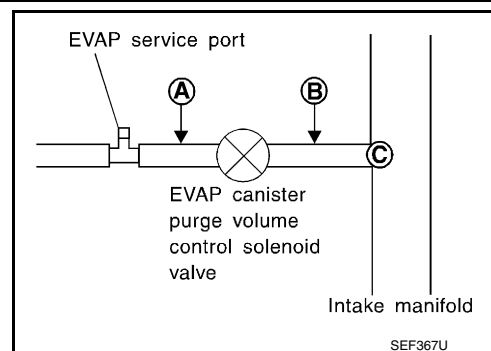 EVAP service port
A
B
C
EVAP canister
purge volume
control solenoid
valve
Intake manifold
SEF367U